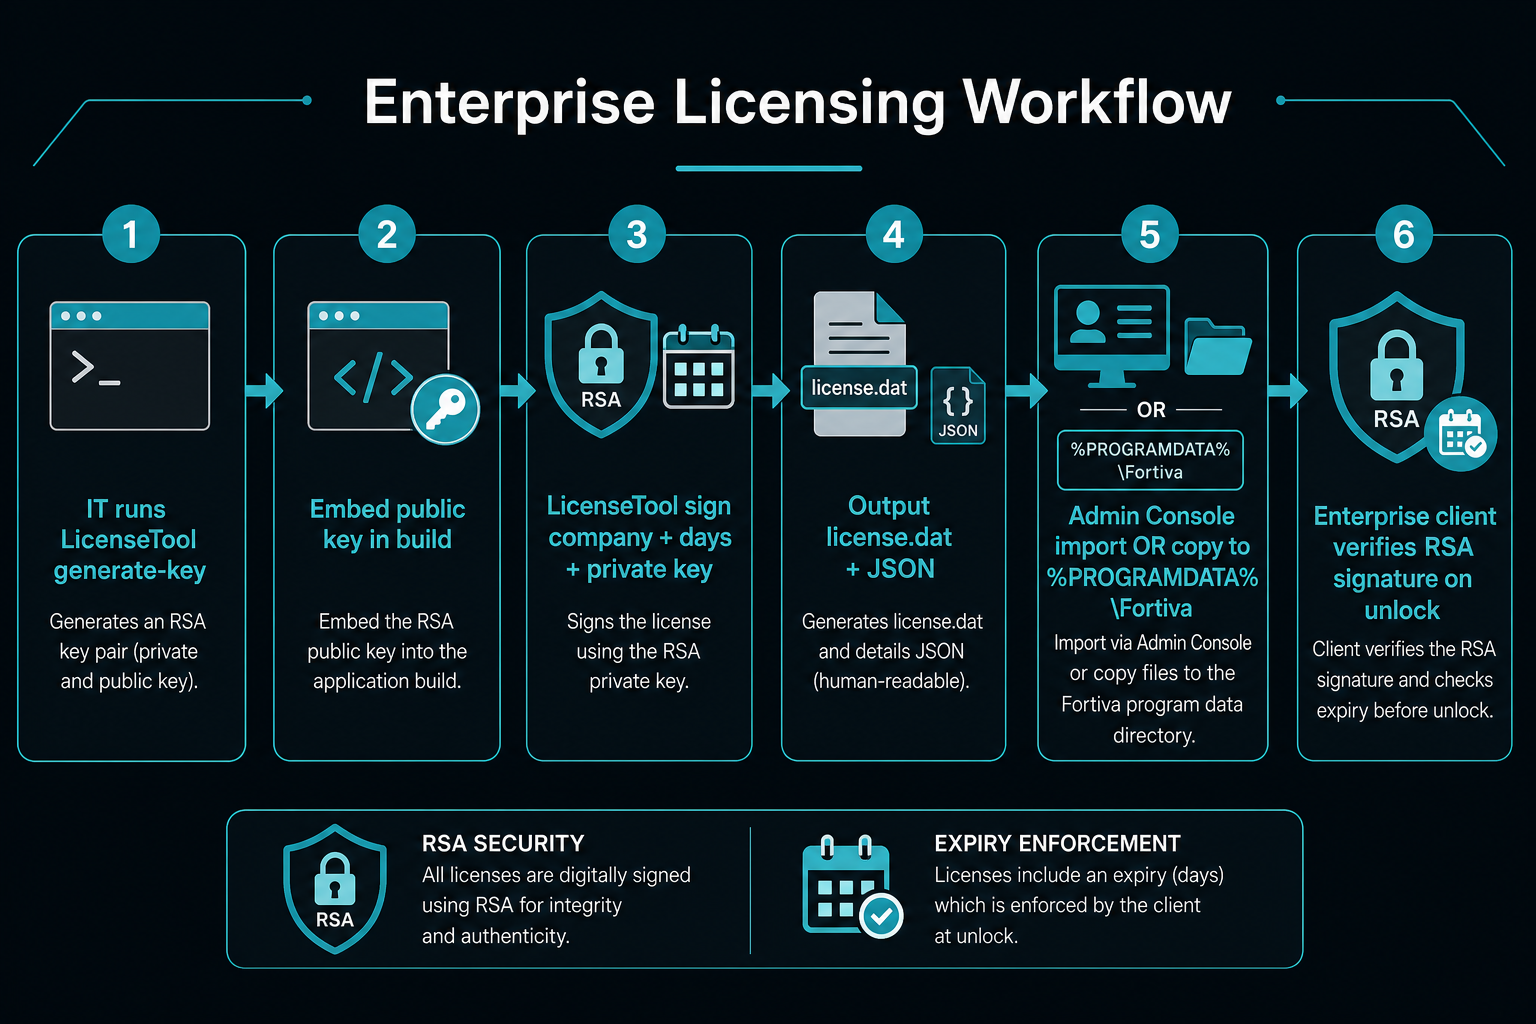 Enterprise Licensing Workflow
1
>_
IT runs
LicenseTool
generate-key
Generates an RSA
key pair (private
and public key).
2
</>
Embed public
key in build
Embed the RSA
public key into the
application build.
3
RSA
LicenseTool sign
company + days
+ private key
Signs the license
using the RSA
private key.
4
license.dat
{}
JSON
Output
license.dat
+ JSON
Generates license.dat
and details JSON
(human-readable).
5
OR
%PROGRAMDATA%
\Fortiva
Admin Console
import OR copy to
%PROGRAMDATA%
\Fortiva
Import via Admin Console
or copy files to the
Fortiva program data
directory.
6
RSA
Enterprise client
verifies RSA
signature on
unlock
Client verifies the RSA
signature and checks
expiry before unlock.
RSA
RSA SECURITY
All licenses are digitally signed
using RSA for integrity
and authenticity.
EXPIRY ENFORCEMENT
Licenses include an expiry (days)
which is enforced by the client
at unlock.